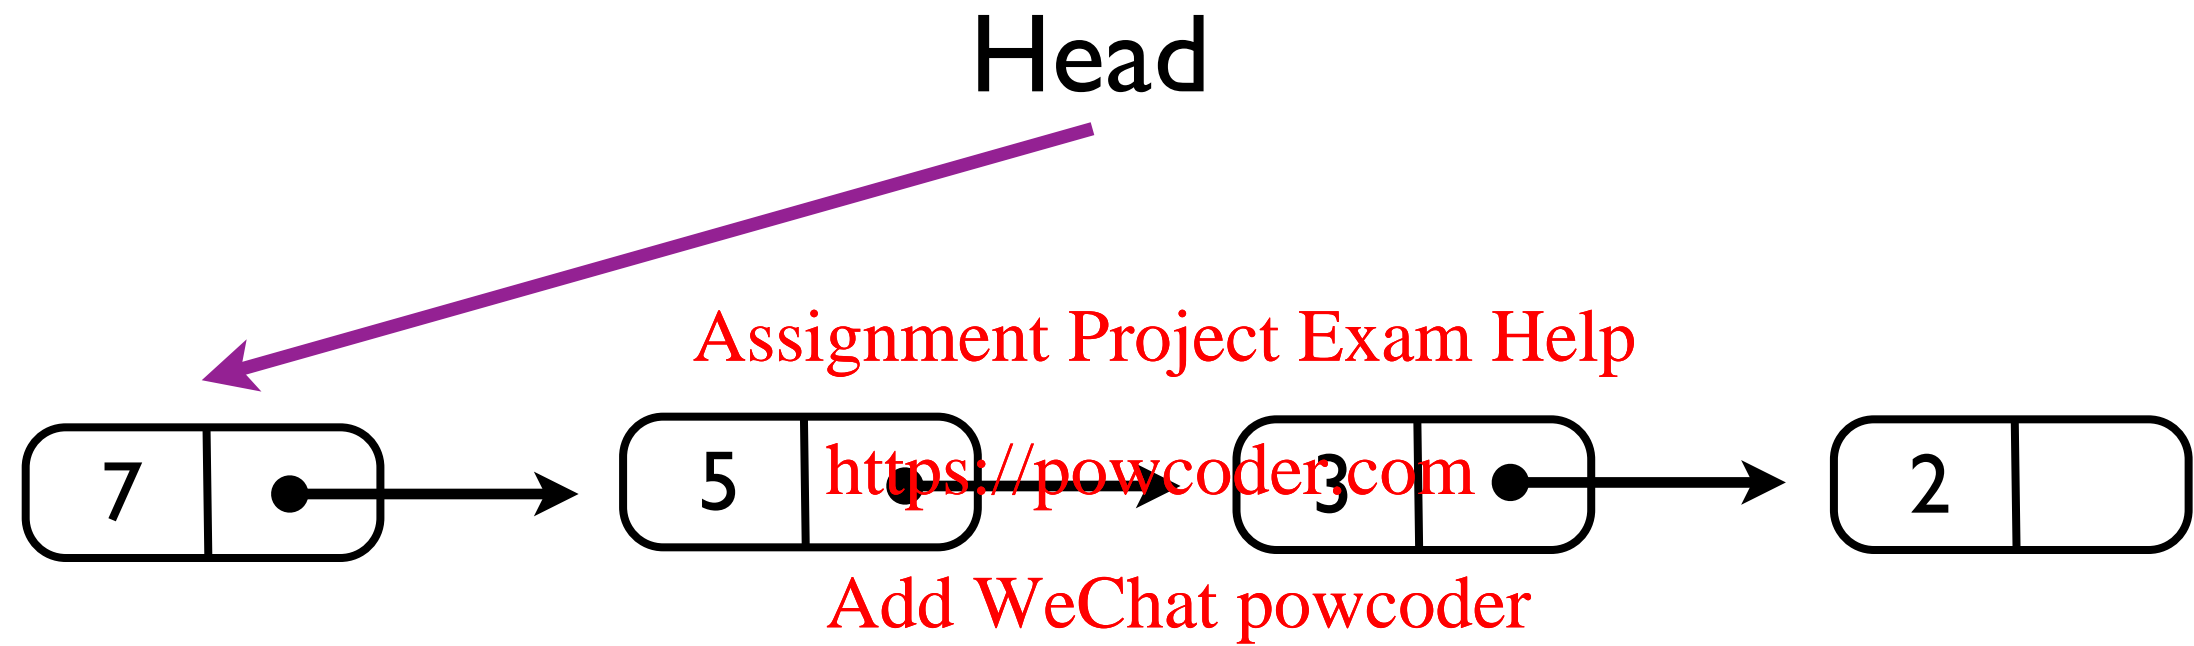 Head
Assignment Project Exam Help
7 5 3 2
https://powcoder.com
Add WeChat powcoder